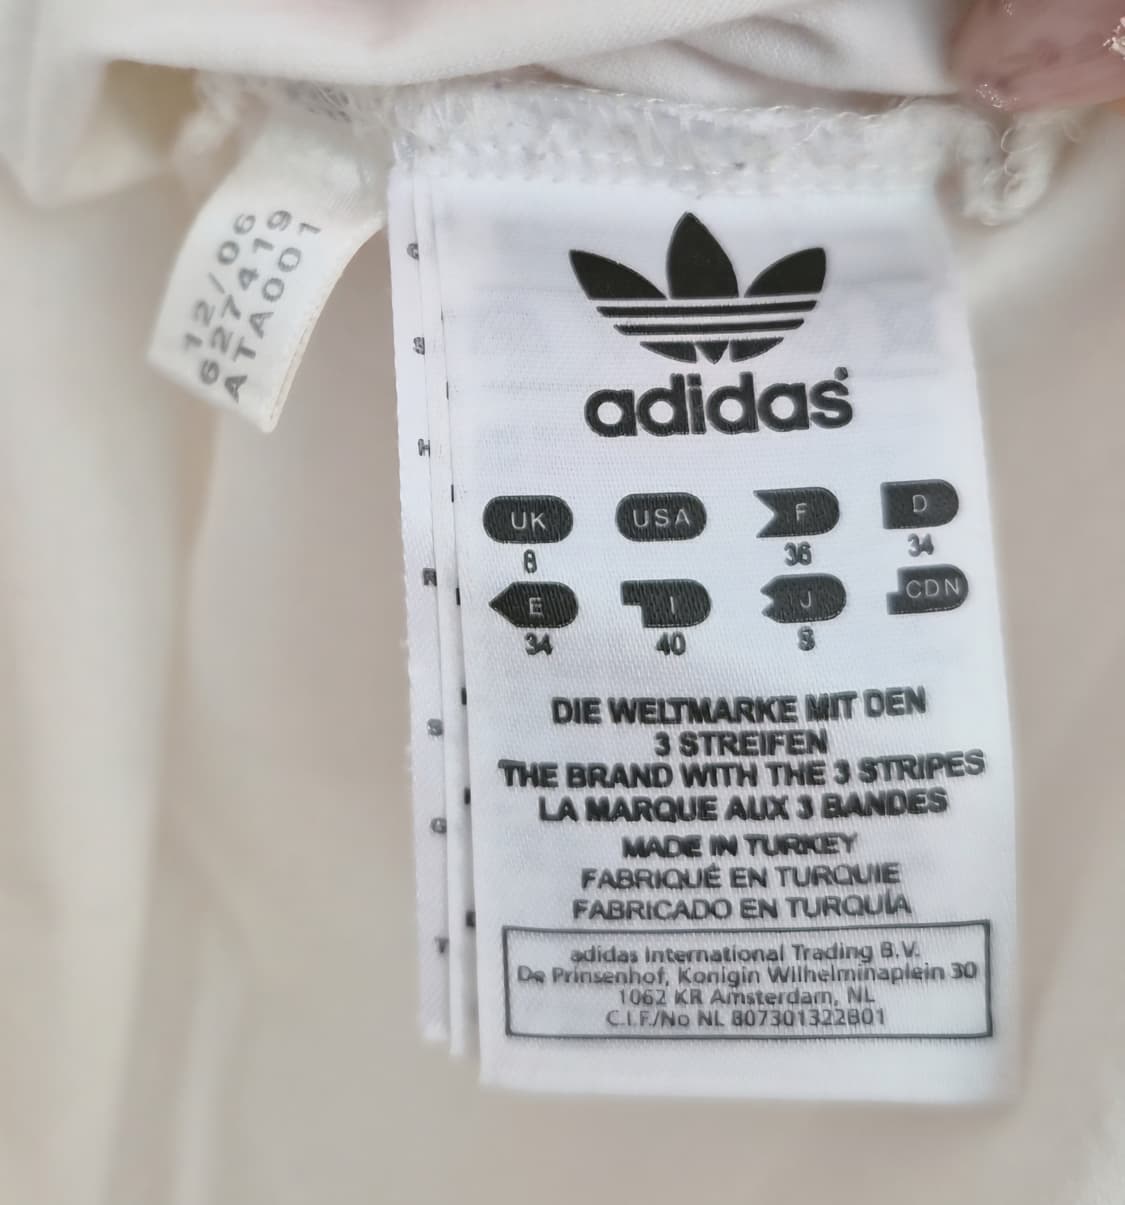 12/06
627419
ATA001
adidas
UK USA F D
8 36 34
E I J CDN
34 40 8
DIE WELTMARKE MIT DEN
3 STREIFEN
THE BRAND WITH THE 3 STRIPES
LA MARQUE AUX 3 BANDES
MADE IN TURKEY
FABRIQUÉ EN TURQUIE
FABRICADO EN TURQUÍA
adidas International Trading B.V.
De Prinsenhof, Konigin Wilhelminaplein 30
1062 KR Amsterdam, NL
C.I.F./No NL 807301322B01